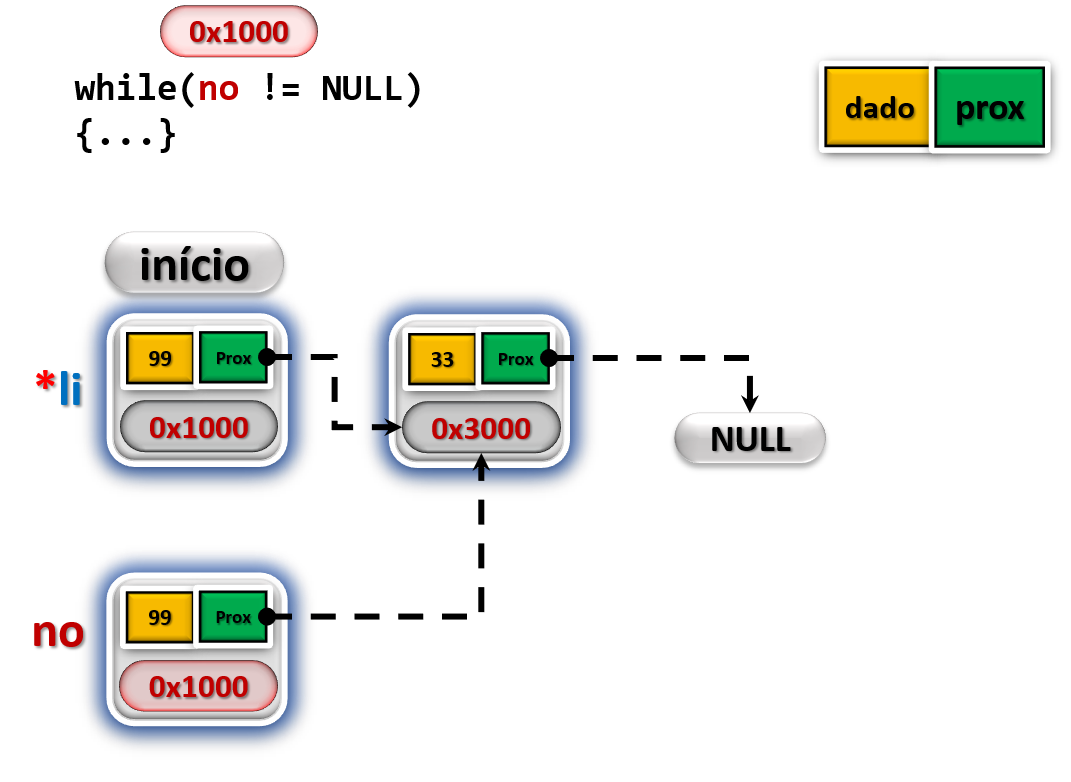 0x1000
while(no != NULL)
{...}
dado prox
início
99 Prox
33 Prox
*li
0x1000
0x3000
NULL
99 Prox
no
0x1000